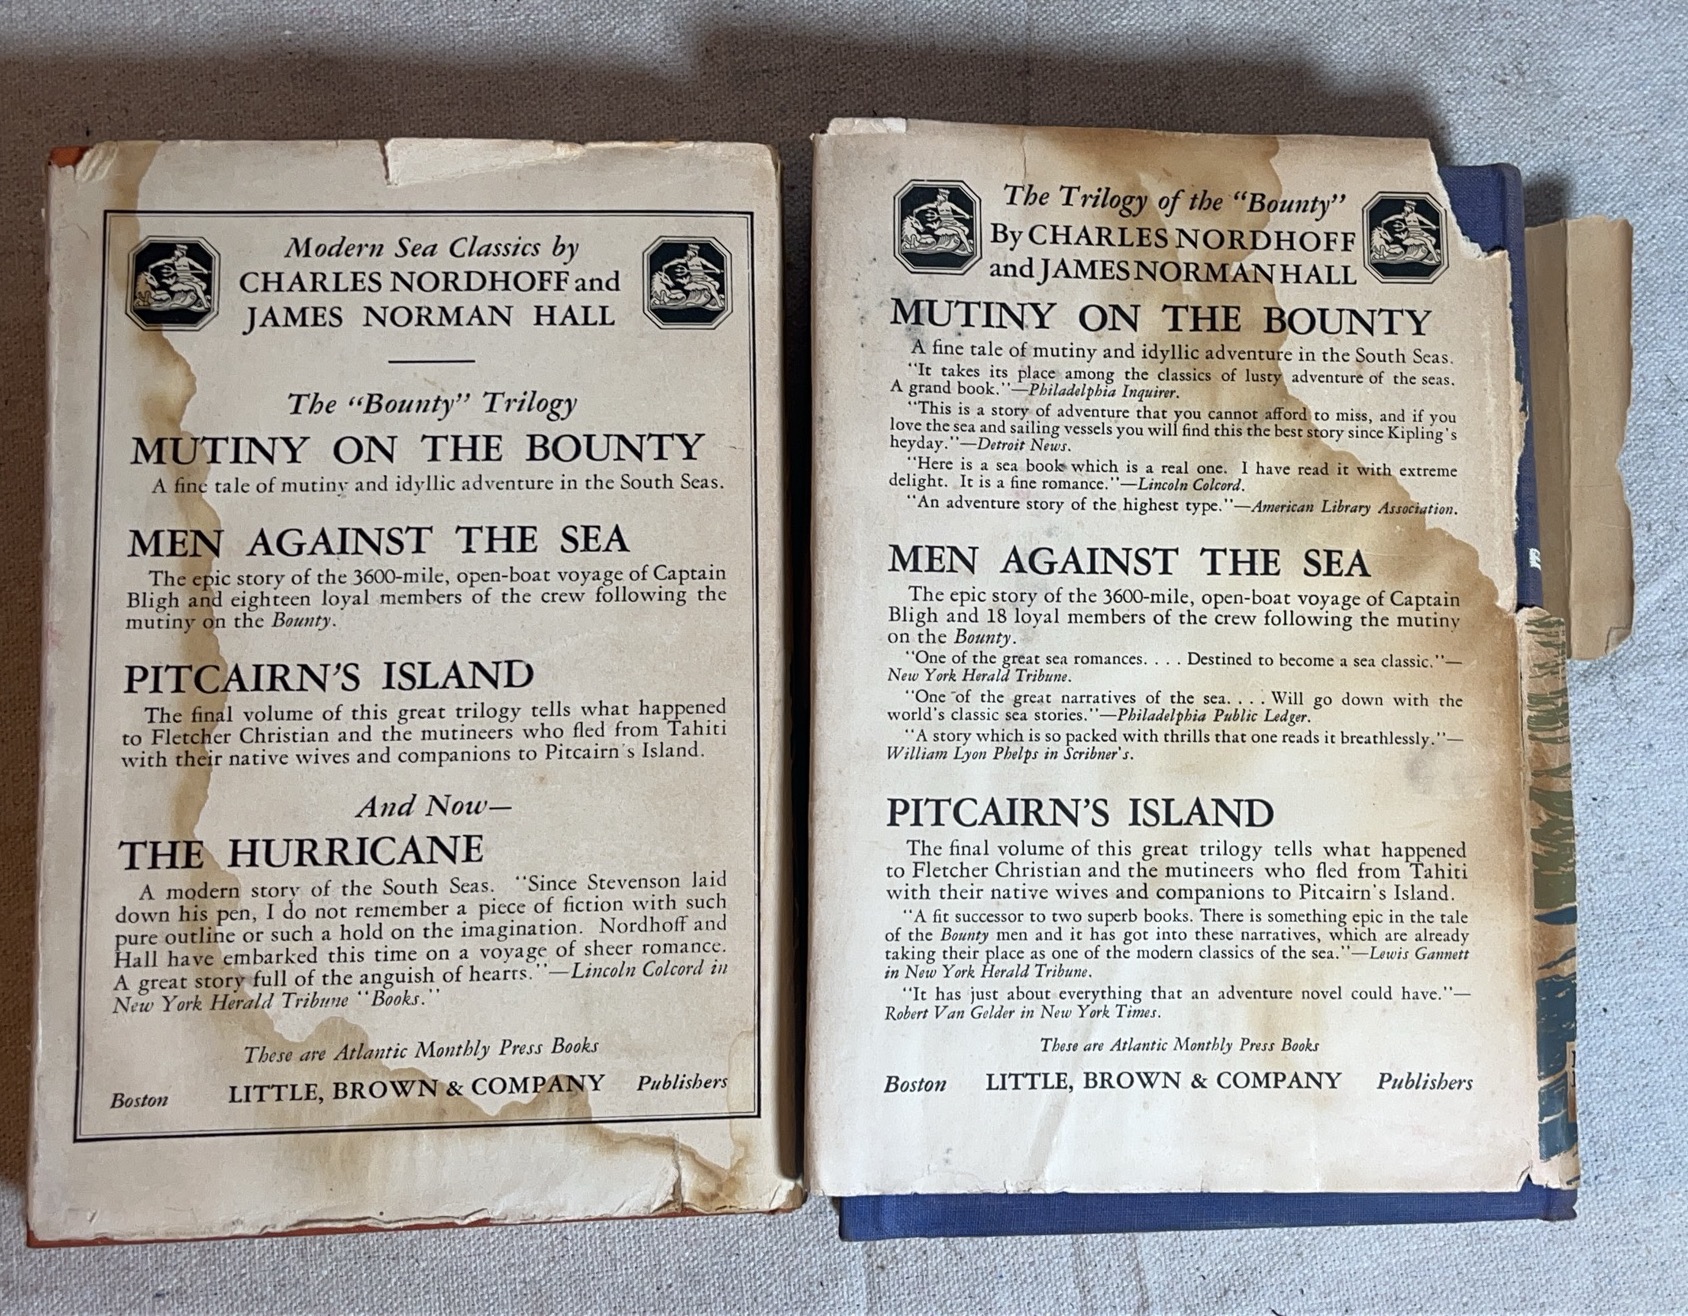 Modern Sea Classics by
CHARLES NORDHOFF and
JAMES NORMAN HALL
The "Bounty" Trilogy
MUTINY ON THE BOUNTY
A fine tale of mutiny and idyllic adventure in the South Seas.
MEN AGAINST THE SEA
The epic story of the 3600-mile, open-boat voyage of Captain
Bligh and eighteen loyal members of the crew following the
mutiny on the Bounty.
PITCAIRN'S ISLAND
The final volume of this great trilogy tells what happened
to Fletcher Christian and the mutineers who fled from Tahiti
with their native wives and companions to Pitcairn's Island.
And Now—
THE HURRICANE
A modern story of the South Seas. "Since Stevenson laid
down his pen, I do not remember a piece of fiction with such
pure outline or such a hold on the imagination. Nordhoff and
Hall have embarked this time on a voyage of sheer romance.
A great story full of the anguish of hearts."—Lincoln Colcord in
New York Herald Tribune "Books."
These are Atlantic Monthly Press Books
Boston LITTLE, BROWN & COMPANY Publishers
The Trilogy of the "Bounty"
By CHARLES NORDHOFF
and JAMES NORMAN HALL
MUTINY ON THE BOUNTY
A fine tale of mutiny and idyllic adventure in the South Seas.
"It takes its place among the classics of lusty adventure of the seas.
A grand book."—Philadelphia Inquirer.
"This is a story of adventure that you cannot afford to miss, and if you
love the sea and sailing vessels you will find this the best story since Kipling's
heyday."—Detroit News.
"Here is a sea book which is a real one. I have read it with extreme
delight. It is a fine romance."—Lincoln Colcord.
"An adventure story of the highest type."—American Library Association.
MEN AGAINST THE SEA
The epic story of the 3600-mile, open-boat voyage of Captain
Bligh and 18 loyal members of the crew following the mutiny
on the Bounty.
"One of the great sea romances. . . . Destined to become a sea classic."—
New York Herald Tribune.
"One of the great narratives of the sea. . . . Will go down with the
world's classic sea stories."—Philadelphia Public Ledger.
"A story which is so packed with thrills that one reads it breathlessly."—
William Lyon Phelps in Scribner's.
PITCAIRN'S ISLAND
The final volume of this great trilogy tells what happened
to Fletcher Christian and the mutineers who fled from Tahiti
with their native wives and companions to Pitcairn's Island.
"A fit successor to two superb books. There is something epic in the tale
of the Bounty men and it has got into these narratives, which are already
taking their place as one of the modern classics of the sea."—Lewis Gannett
in New York Herald Tribune.
"It has just about everything that an adventure novel could have."—
Robert Van Gelder in New York Times.
These are Atlantic Monthly Press Books
Boston LITTLE, BROWN & COMPANY Publishers